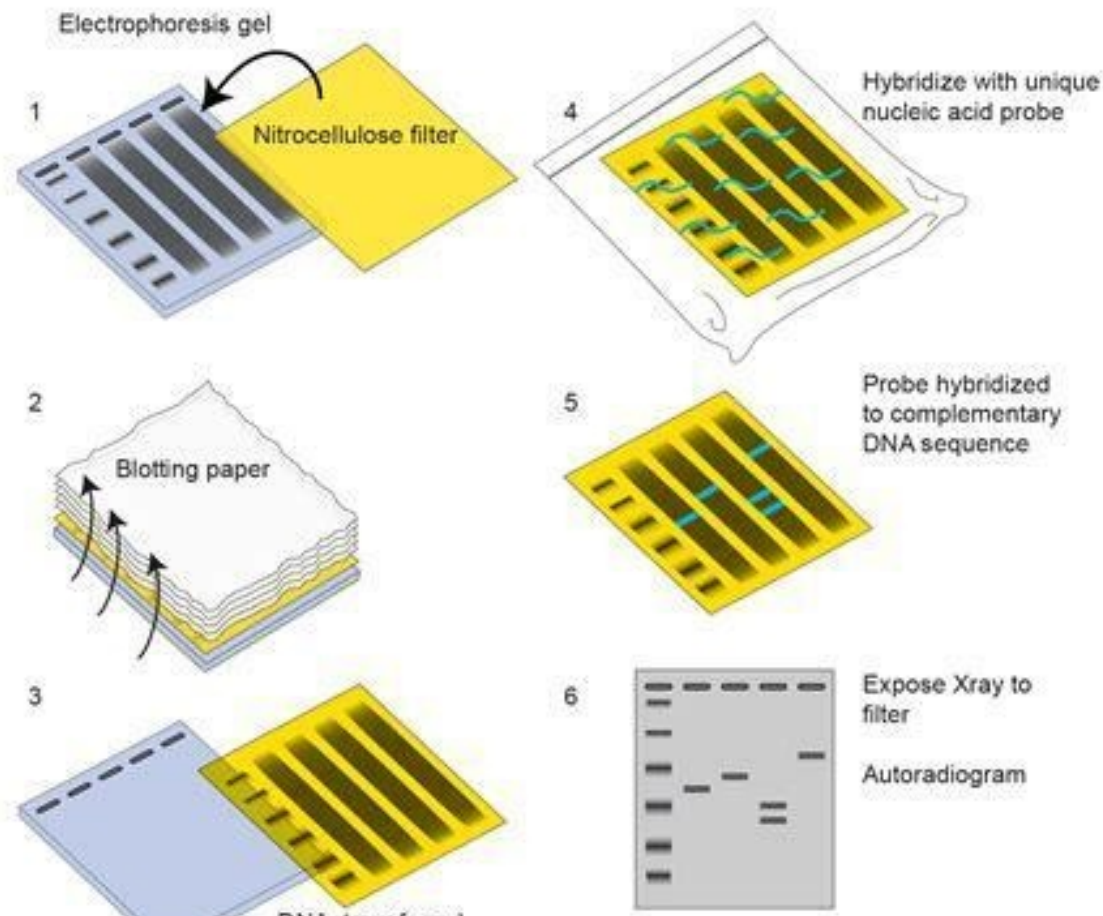 Electrophoresis gel
1
Nitrocellulose filter
2
Blotting paper
3
4
Hybridize with unique
nucleic acid probe
5
Probe hybridized
to complementary
DNA sequence
6
Expose Xray to
filter
Autoradiogram